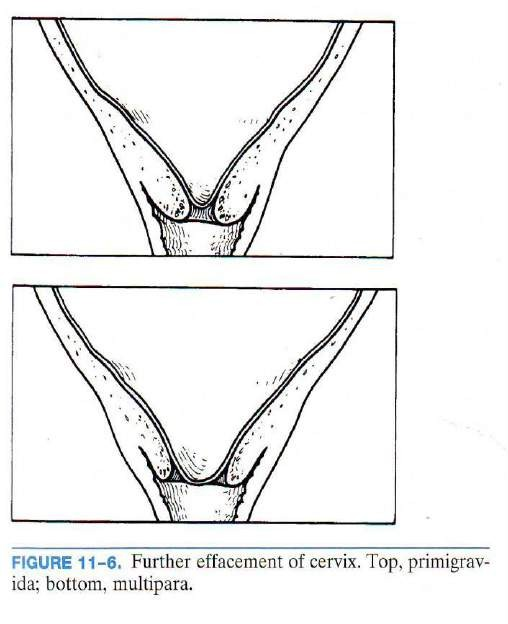 FIGURE 11–6. Further effacement of cervix. Top, primigrav-
ida; bottom, multipara.